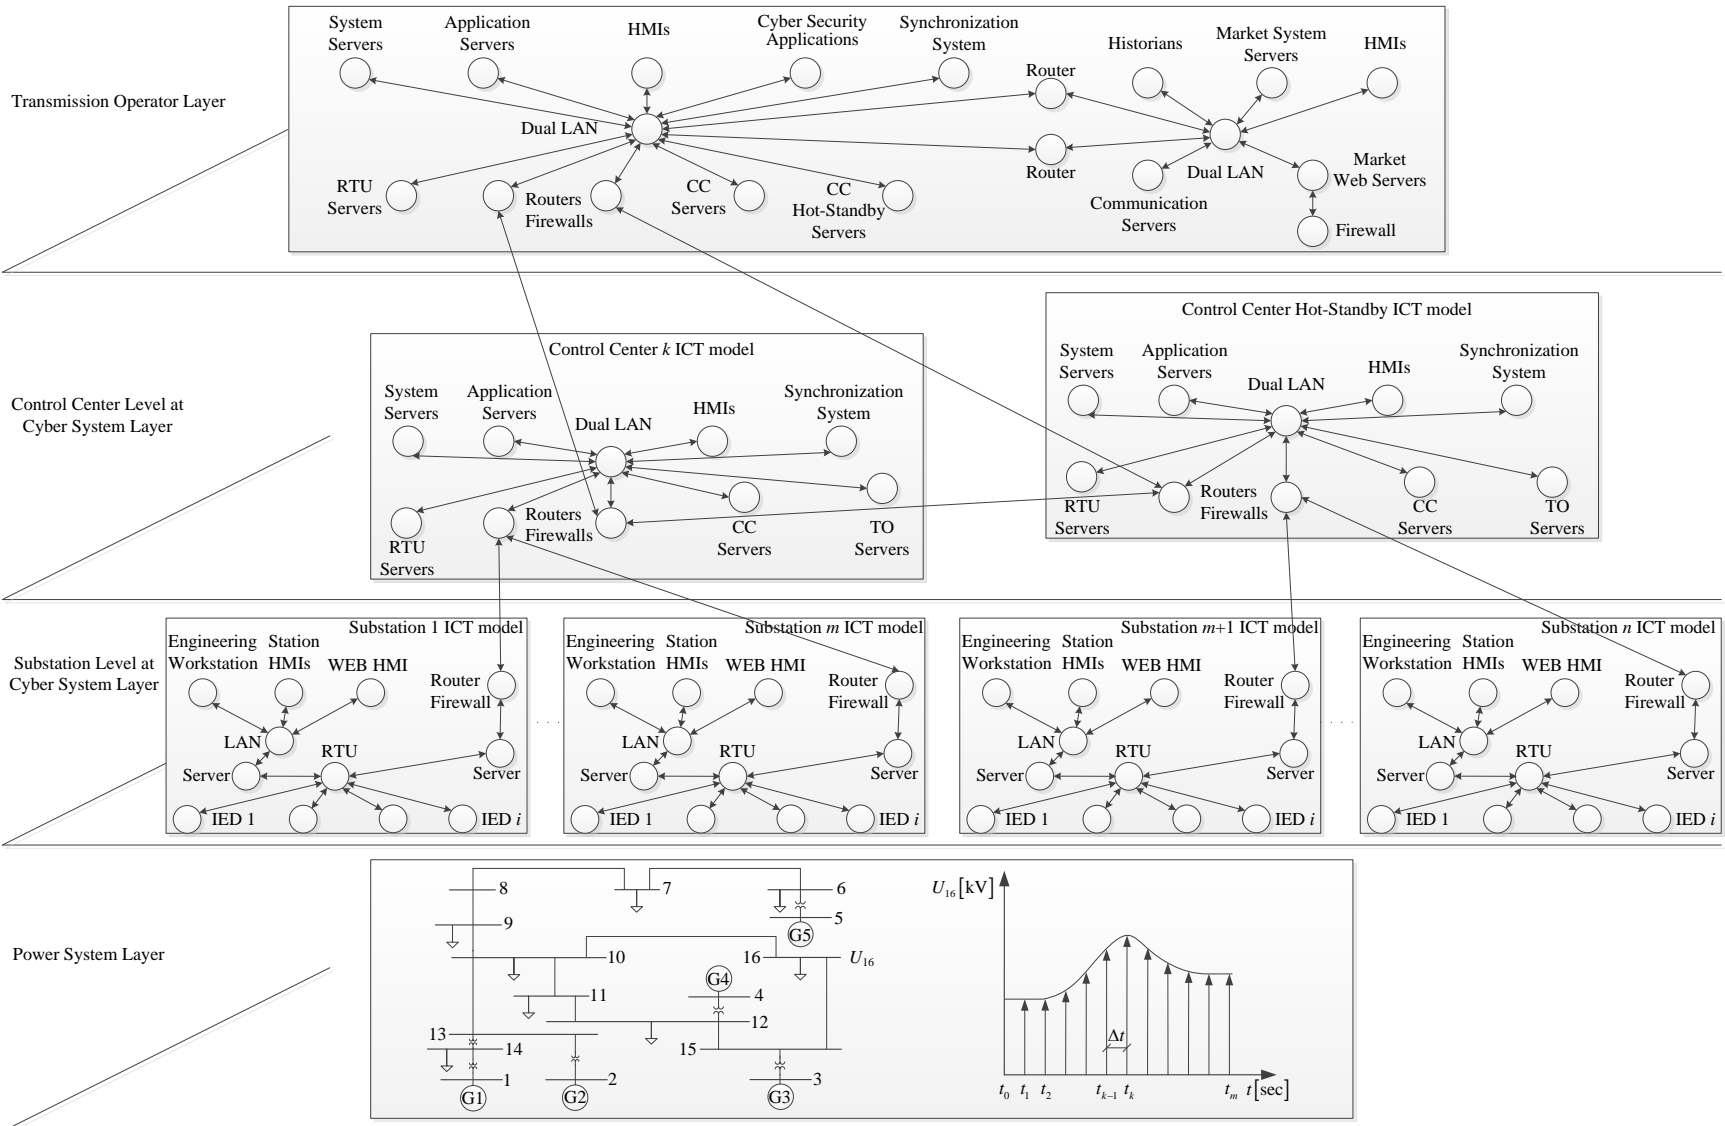 Transmission Operator Layer
System
Servers
Application
Servers
HMIs
Cyber Security
Applications
Synchronization
System
Router
Historians
Market System
Servers
HMIs
Dual LAN
RTU
Servers
Routers
Firewalls
CC
Servers
CC
Hot-Standby
Servers
Router
Dual LAN
Communication
Servers
Market
Web Servers
Firewall
Control Center Level at
Cyber System Layer
Control Center k ICT model
System
Servers
Application
Servers
Dual LAN
HMIs
Synchronization
System
RTU
Servers
Routers
Firewalls
CC
Servers
TO
Servers
Control Center Hot-Standby ICT model
System
Servers
Application
Servers
Dual LAN
HMIs
Synchronization
System
RTU
Servers
Routers
Firewalls
CC
Servers
TO
Servers
Substation Level at
Cyber System Layer
Substation 1 ICT model
Engineering
Workstation
Station
HMIs
WEB HMI
Router
Firewall
LAN
RTU
Server
Server
IED 1
IED i
. . . .
Substation m ICT model
Engineering
Workstation
Station
HMIs
WEB HMI
Router
Firewall
LAN
RTU
Server
Server
IED 1
IED i
Substation m+1 ICT model
Engineering
Workstation
Station
HMIs
WEB HMI
Router
Firewall
LAN
RTU
Server
Server
IED 1
IED i
. . . . .
Substation n ICT model
Engineering
Workstation
Station
HMIs
WEB HMI
Router
Firewall
LAN
RTU
Server
Server
IED 1
IED i
Power System Layer
8
7
6
5
G5
9
10
16
U16
G4
4
11
12
13
14
15
1
2
3
G1
G2
G3
U16 [kV]
Δt
t0 t1 t2 tk−1 tk tm t [sec]